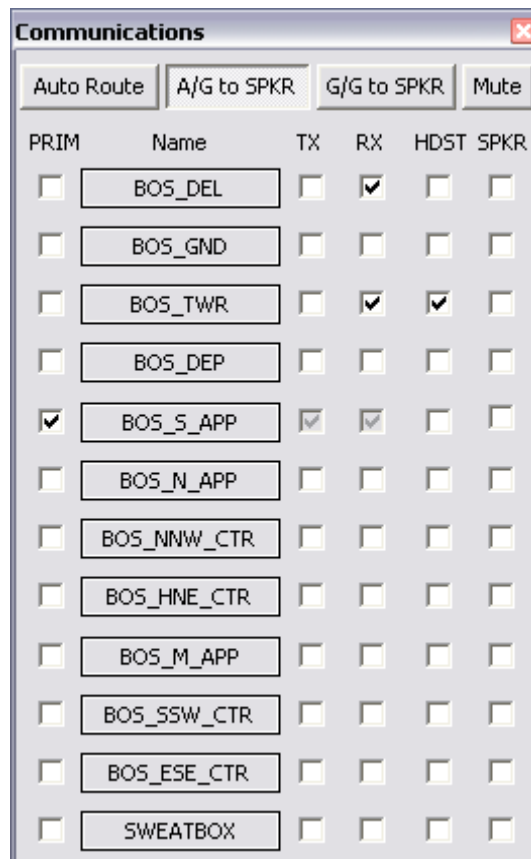 Communications
Auto Route A/G to SPKR G/G to SPKR Mute
PRIM Name TX RX HDST SPKR
BOS_DEL
BOS_GND
BOS_TWR
BOS_DEP
BOS_S_APP
BOS_N_APP
BOS_NNW_CTR
BOS_HNE_CTR
BOS_M_APP
BOS_SSW_CTR
BOS_ESE_CTR
SWEATBOX